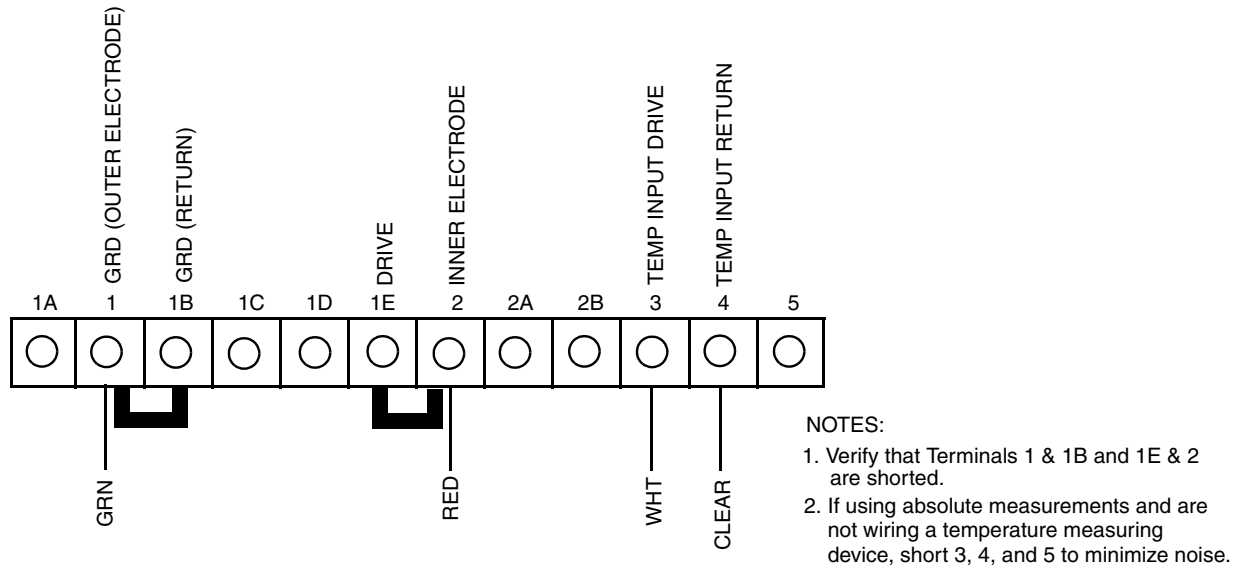 GRD (OUTER ELECTRODE)
GRD (RETURN)
DRIVE
INNER ELECTRODE
TEMP INPUT DRIVE
TEMP INPUT RETURN
1A 1 1B 1C 1D 1E 2 2A 2B 3 4 5
GRN
RED
WHT
CLEAR
NOTES:
1. Verify that Terminals 1 & 1B and 1E & 2
are shorted.
2. If using absolute measurements and are
not wiring a temperature measuring
device, short 3, 4, and 5 to minimize noise.